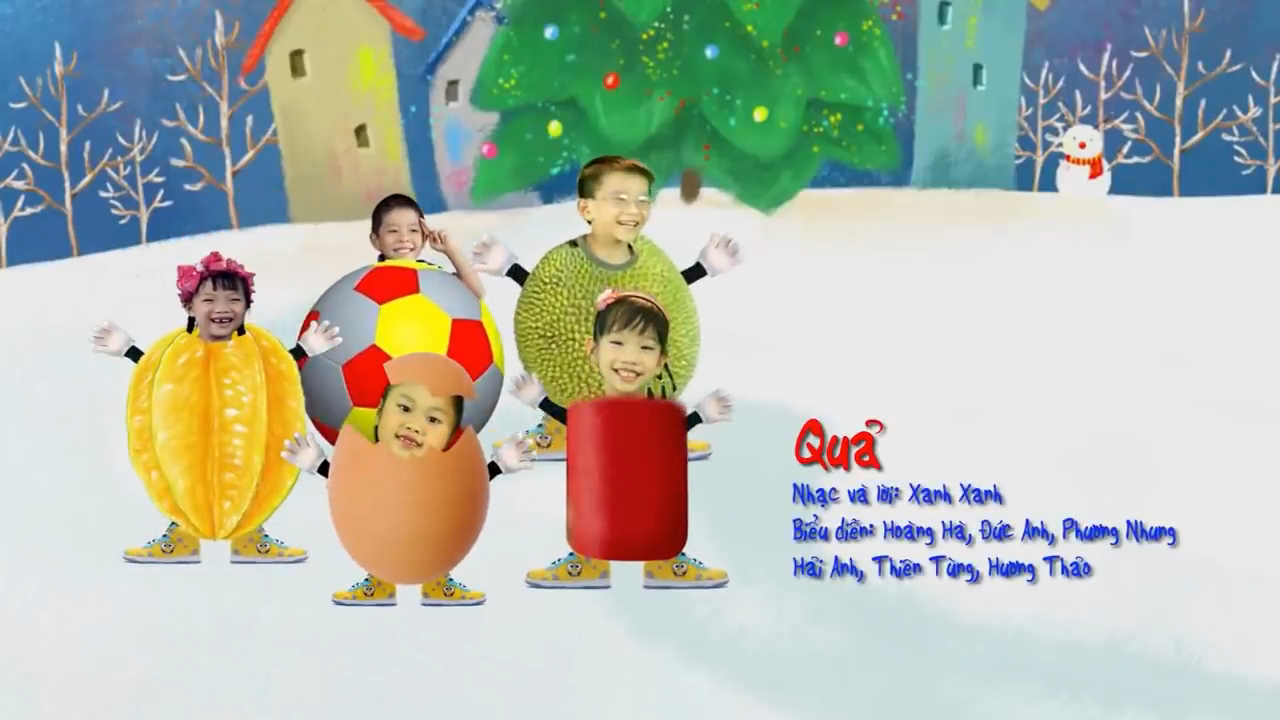 Quả
Nhạc và lời: Xanh Xanh
Biểu diễn: Hoàng Hà, Đức Anh, Phương Nhung
Hải Anh, Thiên Tùng, Hương Thảo